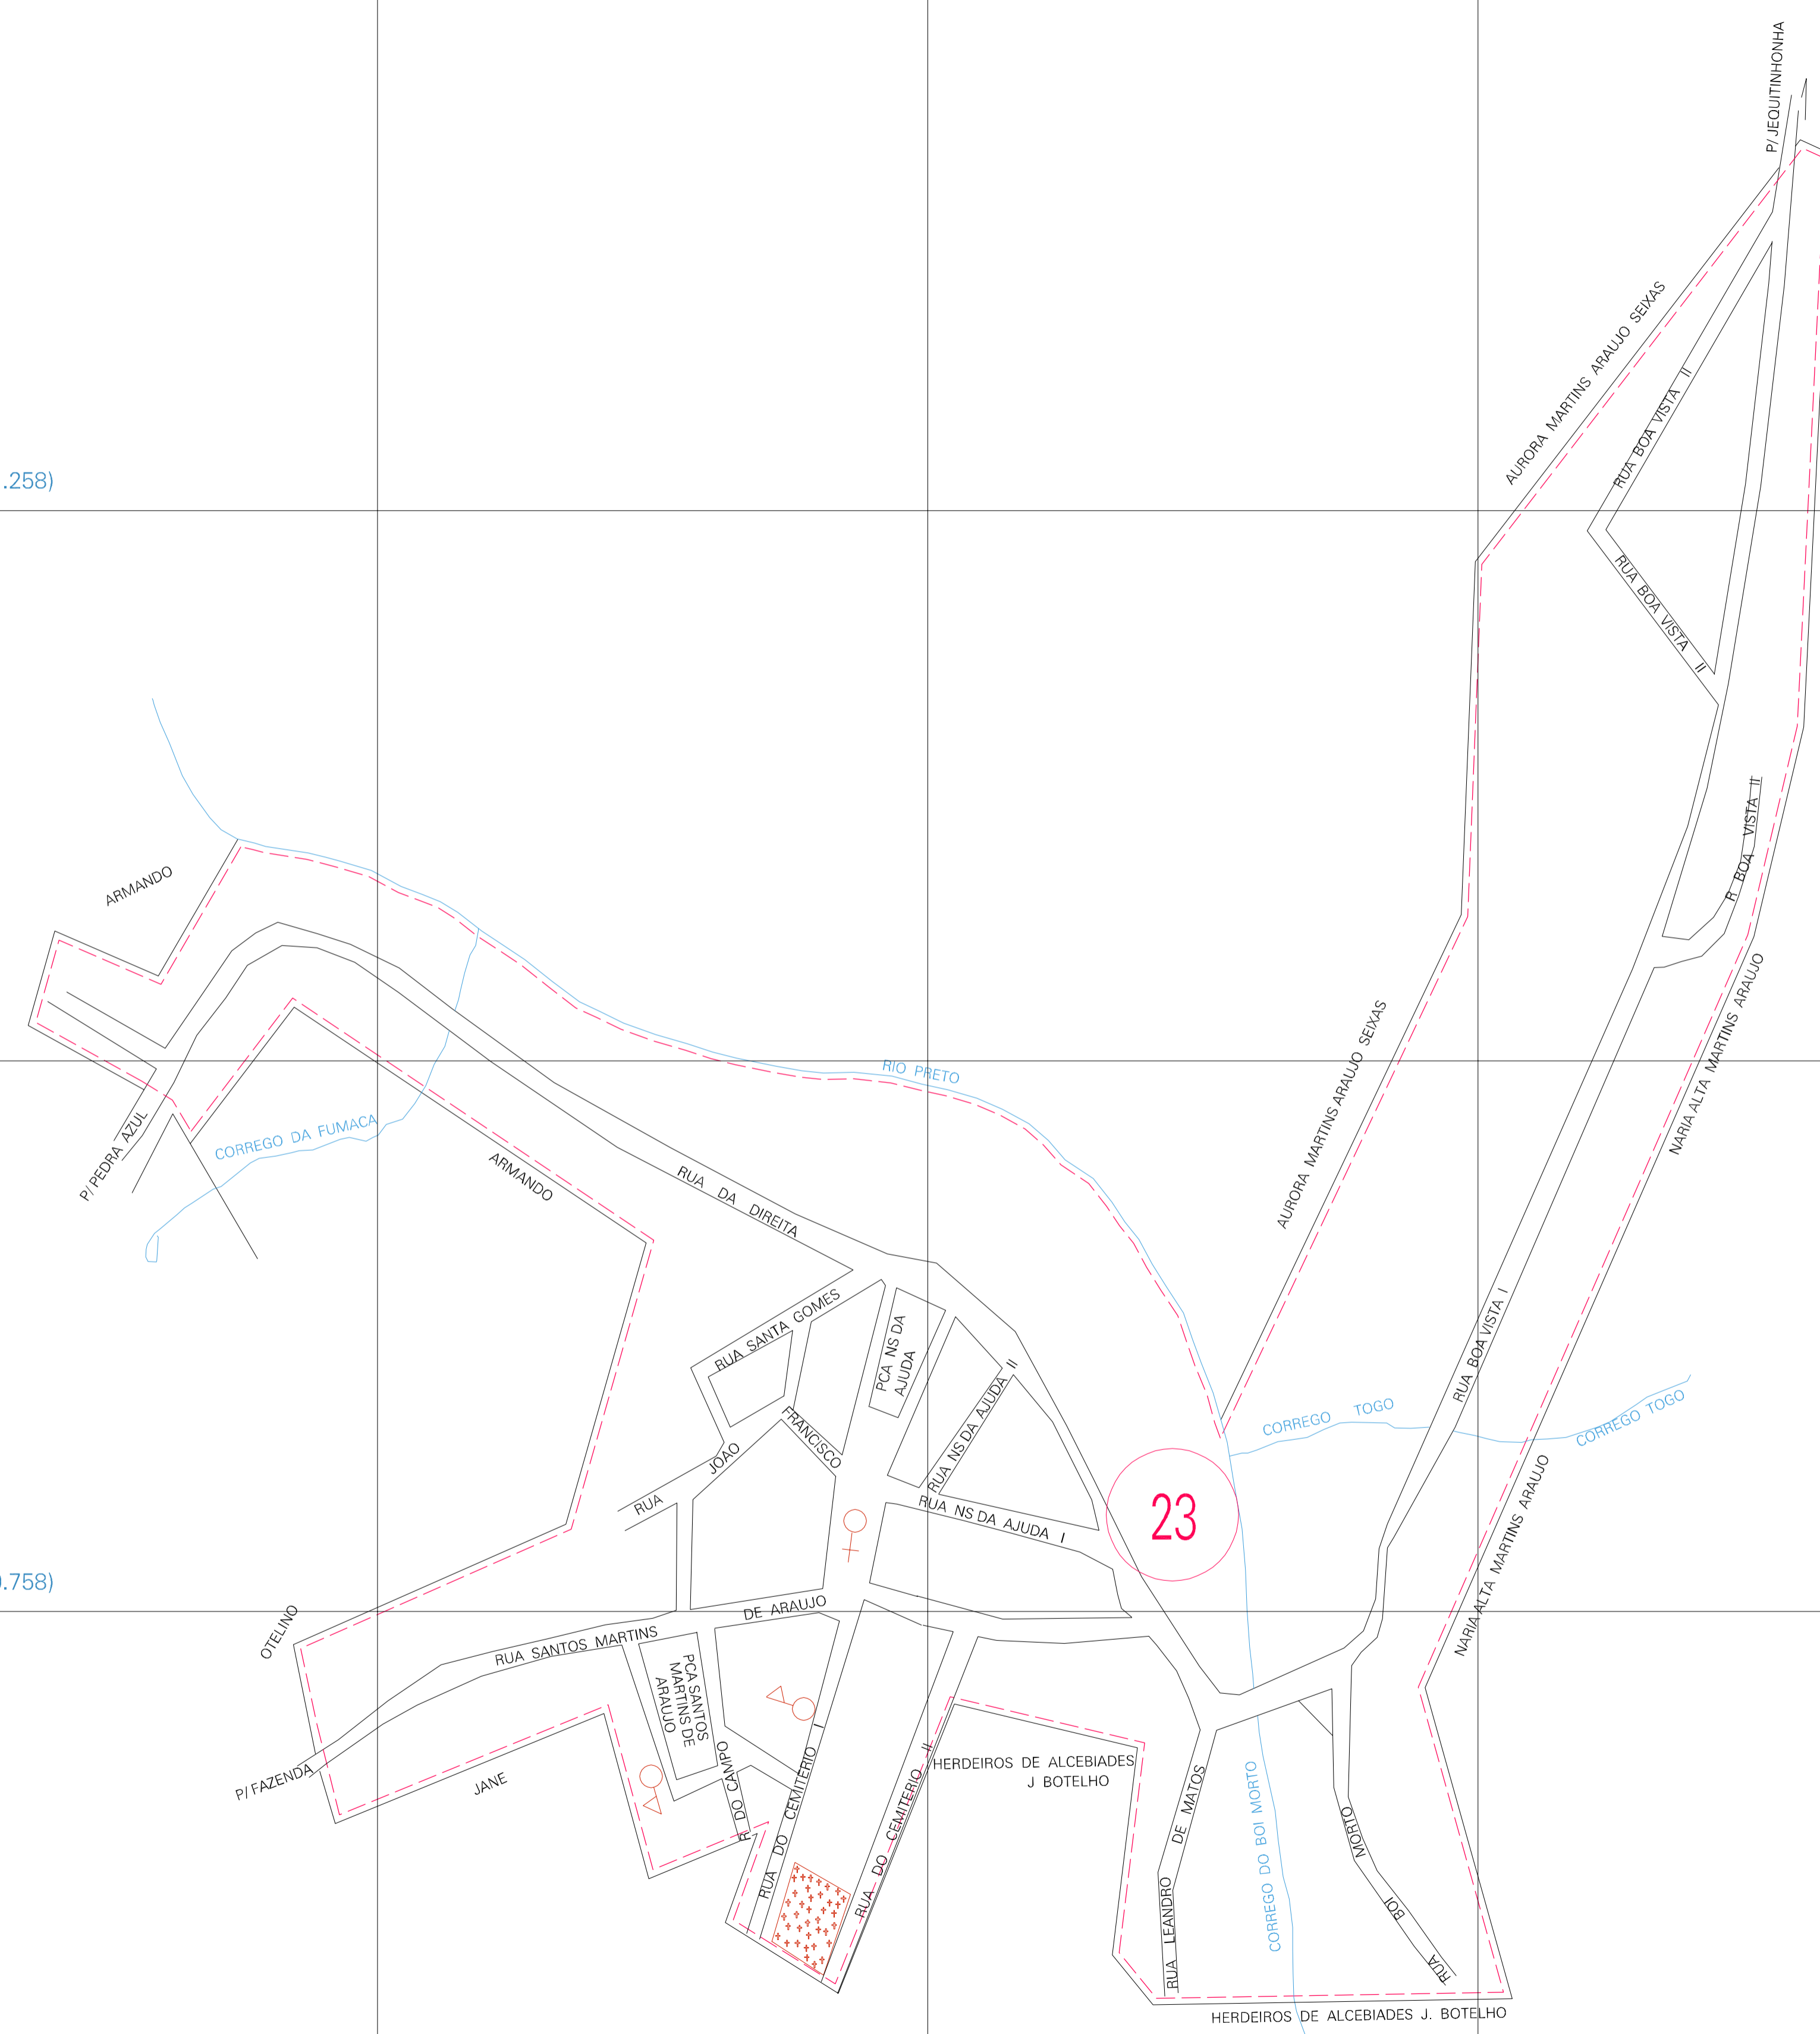 P/ JEQUITINHONHA
AURORA MARTINS ARAUJO SEIXAS
RUA BOA VISTA II
.258)
RUA BOA VISTA II
R BOA VISTA II
ARMANDO
NARIA ALTA MARTINS ARAUJO
AURORA MARTINS ARAUJO SEIXAS
RIO PRETO
CORREGO DA FUMACA
P/ PEDRA AZUL
ARMANDO
RUA DA DIREITA
RUA SANTA GOMES
PCA NS DA
AJUDA
RUA NS DA AJUDA II
RUA BOA VISTA I
CORREGO TOGO
CORREGO TOGO
RUA JOAO FRANCISCO
RUA NS DA AJUDA I
23
NARIA ALTA MARTINS ARAUJO
.758)
OTELINO
RUA SANTOS MARTINS DE ARAUJO
PCA SANTOS
MARTINS DE
ARAUJO
P/ FAZENDA
JANE
R DO CAMPO
RUA DO CEMITERIO I
RUA DO CEMITERIO II
HERDEIROS DE ALCEBIADES
J BOTELHO
RUA LEANDRO DE MATOS
CORREGO DO BOI MORTO
RUA BOI MORTO
HERDEIROS DE ALCEBIADES J. BOTELHO